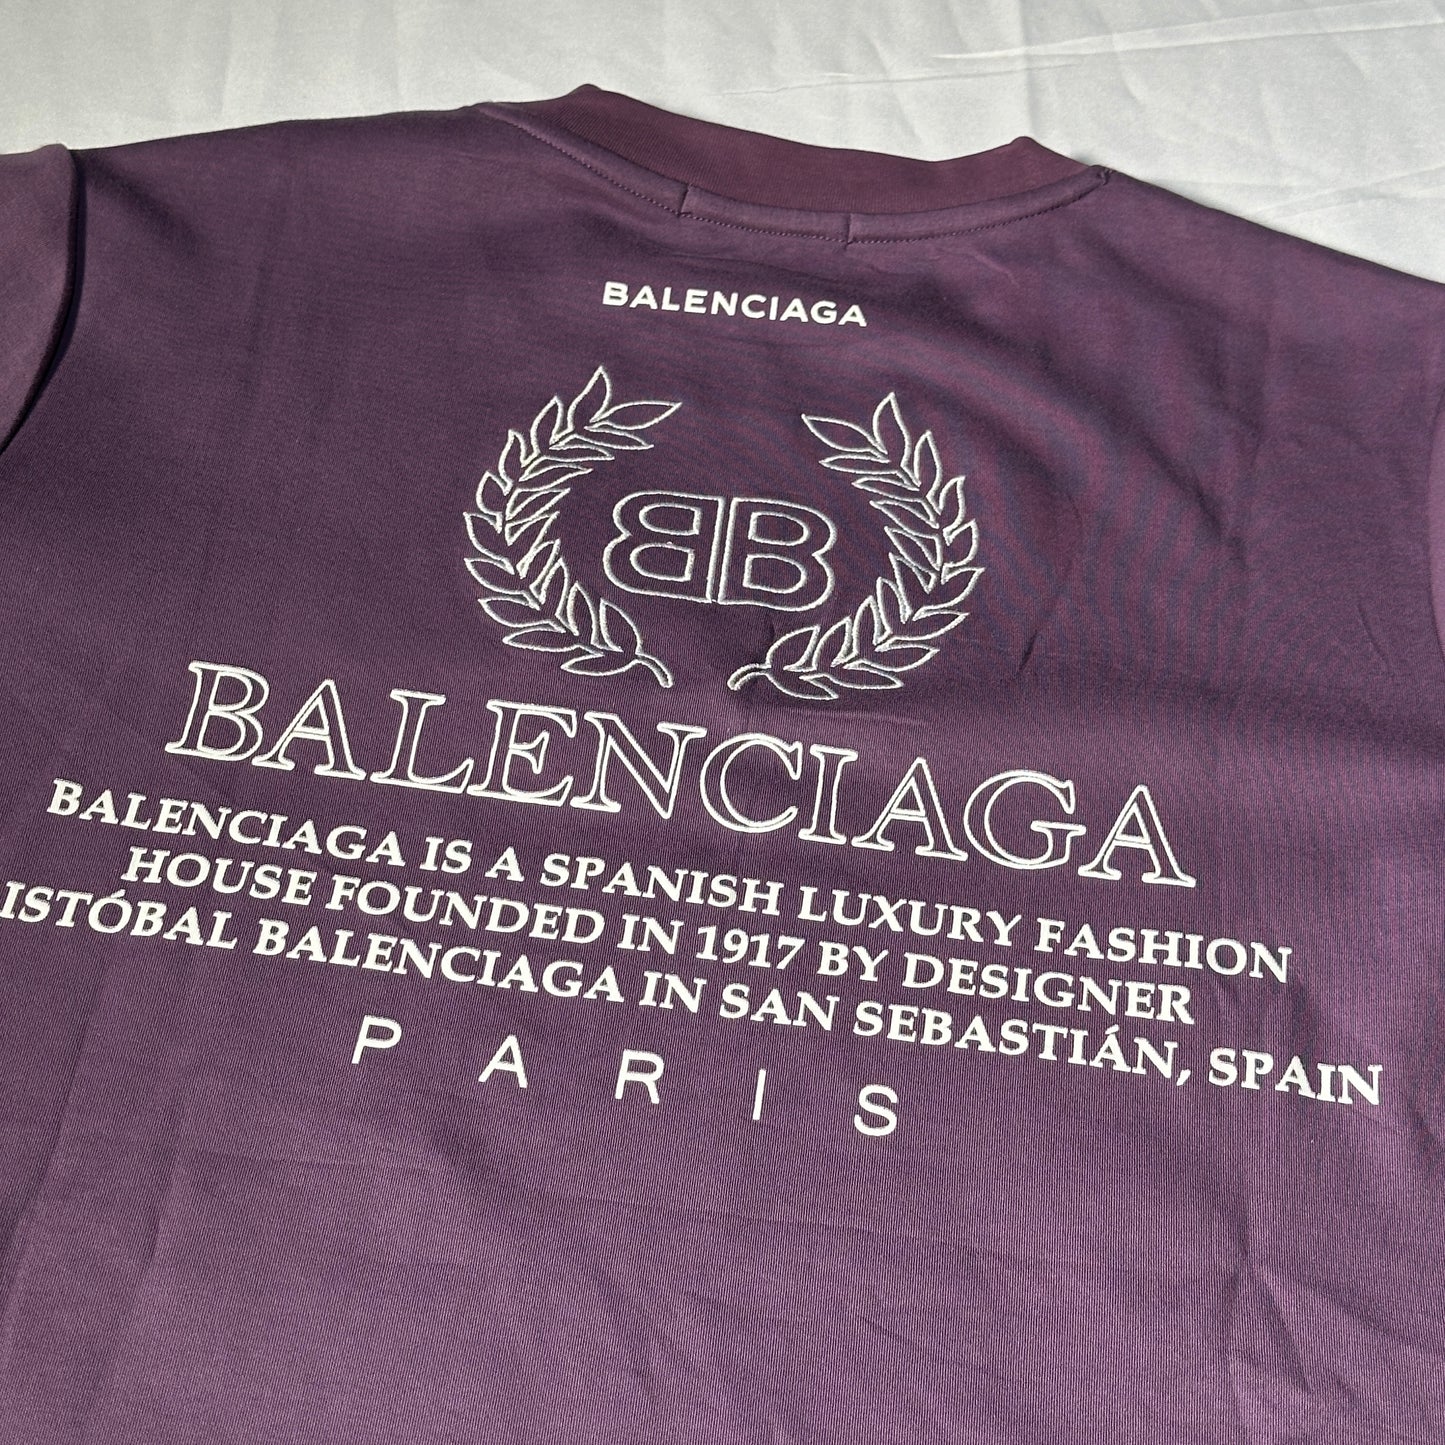 BALENCIAGA
BB
BALENCIAGA
BALENCIAGA IS A SPANISH LUXURY FASHION
HOUSE FOUNDED IN 1917 BY DESIGNER
ISTÓBAL BALENCIAGA IN SAN SEBASTIÁN, SPAIN
PARIS